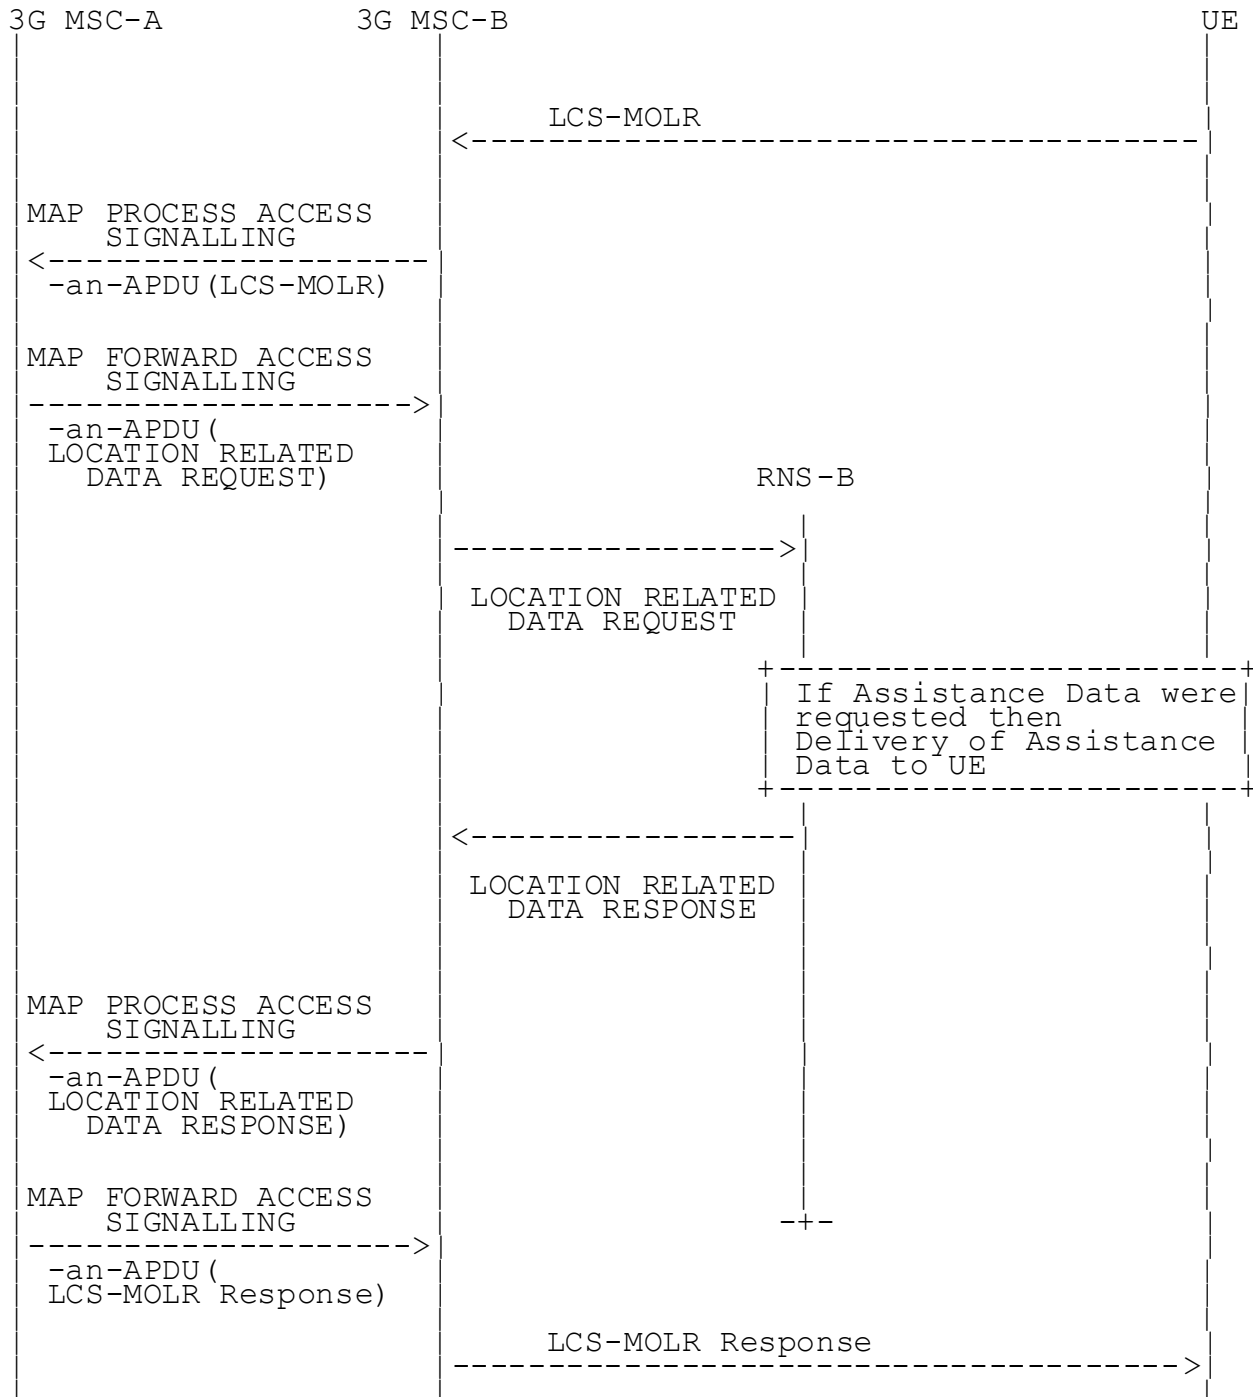 3G MSC-A 3G MSC-B UE
LCS-MOLR
MAP PROCESS ACCESS
SIGNALLING
-an-APDU(LCS-MOLR)
MAP FORWARD ACCESS
SIGNALLING
-an-APDU(
LOCATION RELATED
DATA REQUEST)
RNS-B
LOCATION RELATED
DATA REQUEST
If Assistance Data were
requested then
Delivery of Assistance
Data to UE
LOCATION RELATED
DATA RESPONSE
MAP PROCESS ACCESS
SIGNALLING
-an-APDU(
LOCATION RELATED
DATA RESPONSE)
MAP FORWARD ACCESS
SIGNALLING
-an-APDU(
LCS-MOLR Response)
LCS-MOLR Response